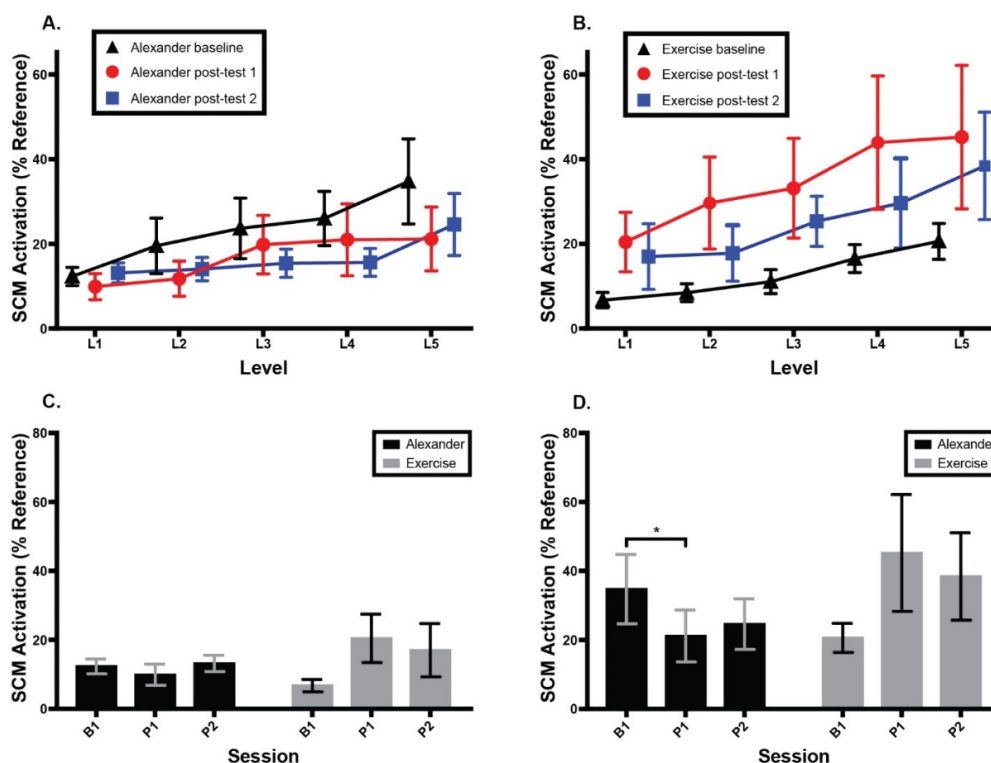 A.
Alexander baseline
Alexander post-test 1
Alexander post-test 2
SCM Activation (% Reference)
60
40
20
0
L1 L2 L3 L4 L5
Level
B.
Exercise baseline
Exercise post-test 1
Exercise post-test 2
SCM Activation (% Reference)
60
40
20
0
L1 L2 L3 L4 L5
Level
C.
Alexander
Exercise
SCM Activation (% Reference)
80
60
40
20
0
B1 P1 P2 B1 P1 P2
Session
D.
Alexande
Exercise
*
SCM Activation (% Reference)
80
60
40
20
0
B1 P1 P2 B1 P1 P2
Session